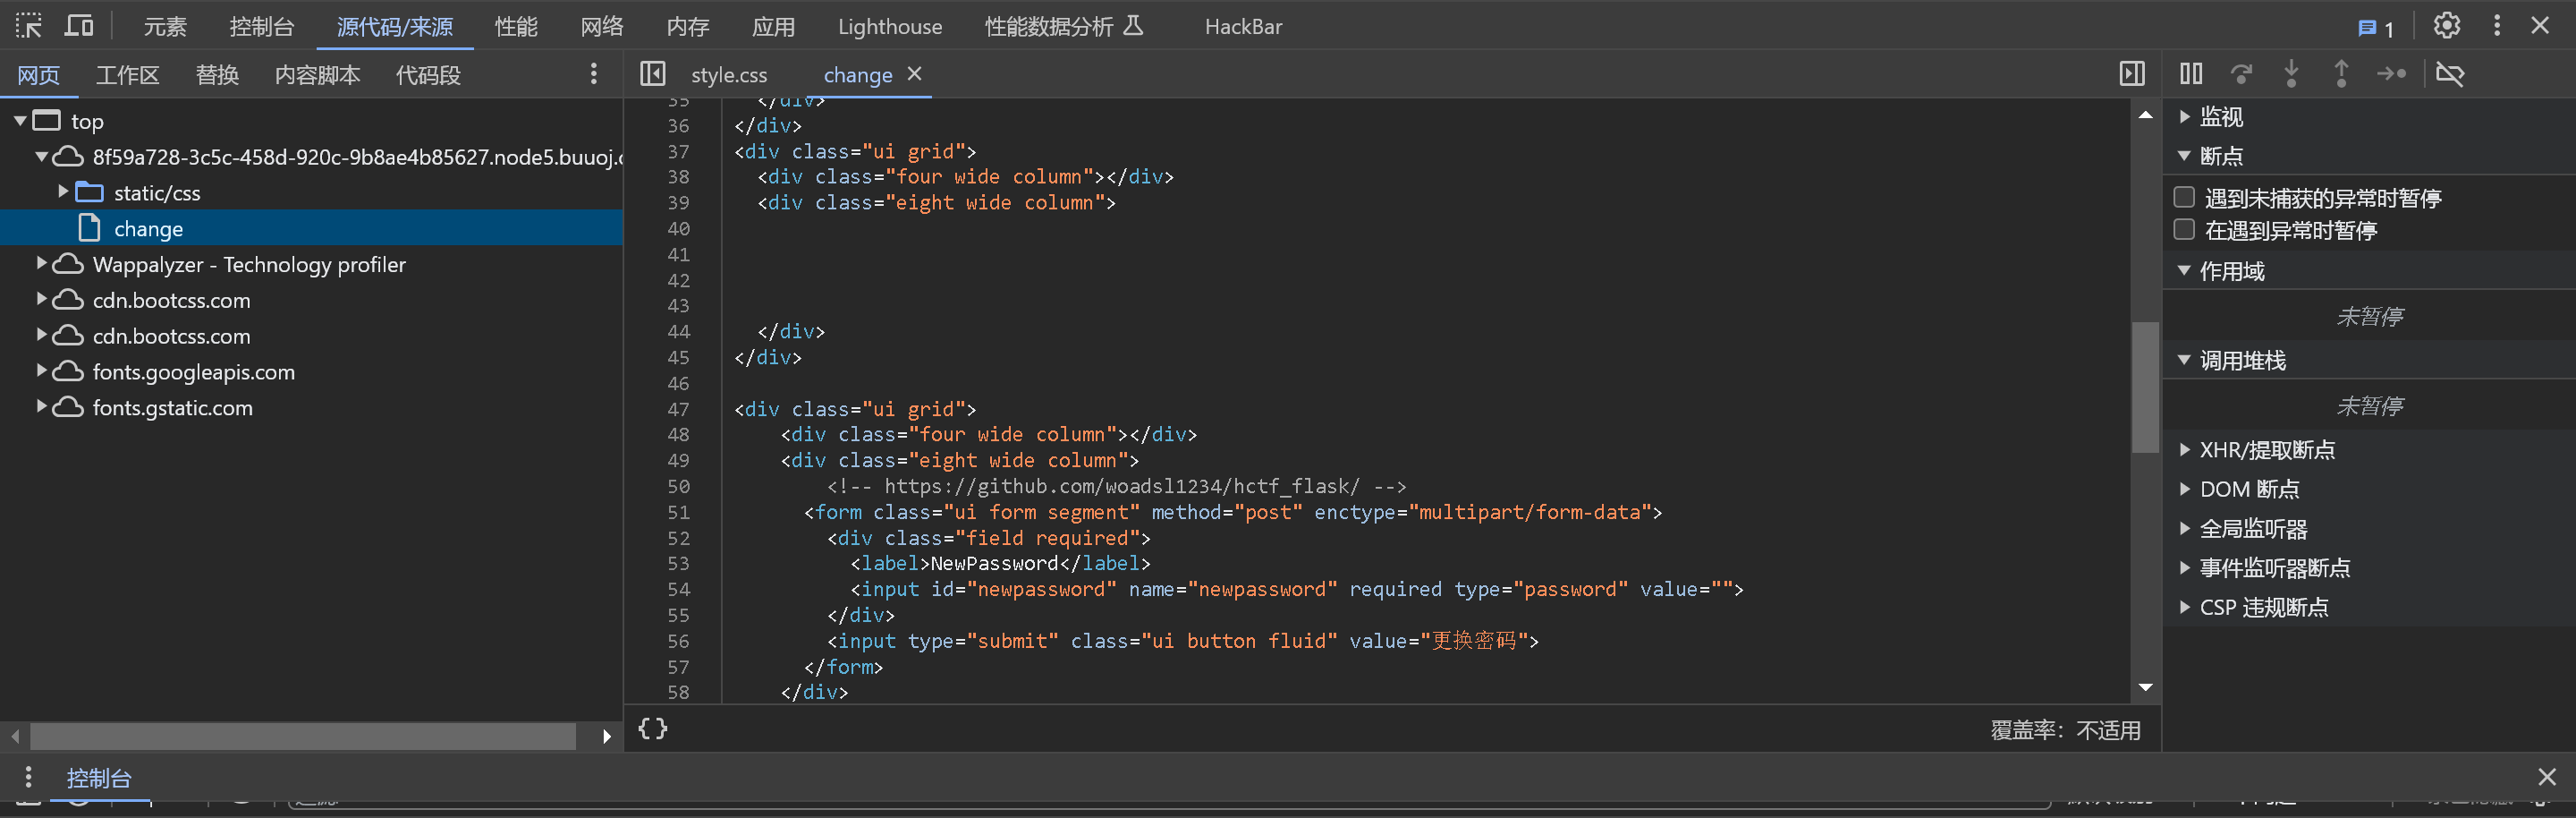 元素 控制台 源代码/来源 性能 网络 内存 应用 Lighthouse 性能数据分析 HackBar 1
网页 工作区 替换 内容脚本 代码段
style.css change
top
8f59a728-3c5c-458d-920c-9b8ae4b85627.node5.buuoj.c
static/css
change
Wappalyzer - Technology profiler
cdn.bootcss.com
cdn.bootcss.com
fonts.googleapis.com
fonts.gstatic.com
35 </div>
36 </div>
37 <div class="ui grid">
38 <div class="four wide column"></div>
39 <div class="eight wide column">
40
41
42
43
44 </div>
45 </div>
46
47 <div class="ui grid">
48 <div class="four wide column"></div>
49 <div class="eight wide column">
50 <!-- https://github.com/woadsl1234/hctf_flask/ -->
51 <form class="ui form segment" method="post" enctype="multipart/form-data">
52 <div class="field required">
53 <label>NewPassword</label>
54 <input id="newpassword" name="newpassword" required type="password" value="">
55 </div>
56 <input type="submit" class="ui button fluid" value="更换密码">
57 </form>
58 </div>
{}
覆盖率：不适用
监视
断点
遇到未捕获的异常时暂停
在遇到异常时暂停
作用域
未暂停
调用堆栈
未暂停
XHR/提取断点
DOM 断点
全局监听器
事件监听器断点
CSP 违规断点
控制台